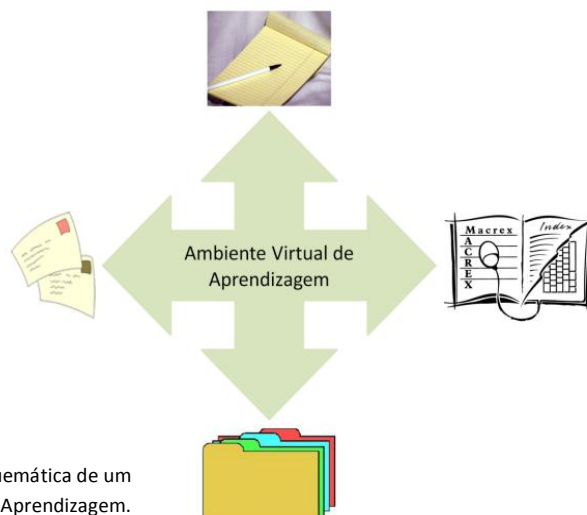 Ambiente Virtual de
Aprendizagem
Macrex
Index
A
C
R
E
X
uemática de um
Aprendizagem.